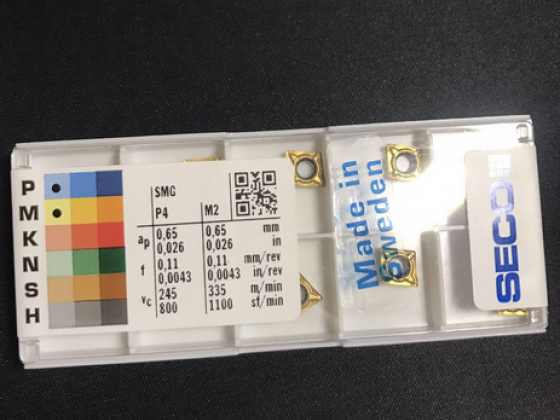 P
M
K
N
S
H
SMG
P4 M2
ap 0,65 0,65 mm
0,026 0,026 in
f 0,11 0,11 mm/rev
0,0043 0,0043 in/rev
vc 245 335 m/min
800 1100 sf/min
Made in
Sweden
SECO